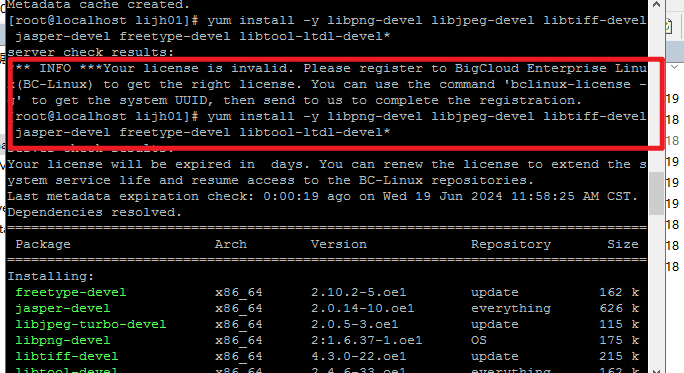 Metadata cache created.
[root@localhost lijh01]# yum install -y libpng-devel libjpeg-devel libtiff-devel
jasper-devel freetype-devel libtool-ltdl-devel*
server check results:
** INFO ***Your license is invalid. Please register to BigCloud Enterprise Linu
x(BC-Linux) to get the right license. You can use the command 'bclinux-license -
g' to get the system UUID, then send to us to complete the registration.
[root@localhost lijh01]# yum install -y libpng-devel libjpeg-devel libtiff-devel
jasper-devel freetype-devel libtool-ltdl-devel*
server check results:
Your license will be expired in  days. You can renew the license to extend the s
ystem service life and resume access to the BC-Linux repositories.
Last metadata expiration check: 0:00:19 ago on Wed 19 Jun 2024 11:58:25 AM CST.
Dependencies resolved.
Package Arch Version Repository Size
Installing:
freetype-devel x86_64 2.10.2-5.oe1 update 162 k
jasper-devel x86_64 2.0.14-10.oe1 everything 626 k
libjpeg-turbo-devel x86_64 2.0.5-3.oe1 update 115 k
libpng-devel x86_64 2:1.6.37-1.oe1 OS 175 k
libtiff-devel x86_64 4.3.0-22.oe1 update 215 k
libtool-devel x86_64 2.4.6-33.oe1 everything 162 k
19
18
18
19
19
19
18
18
18